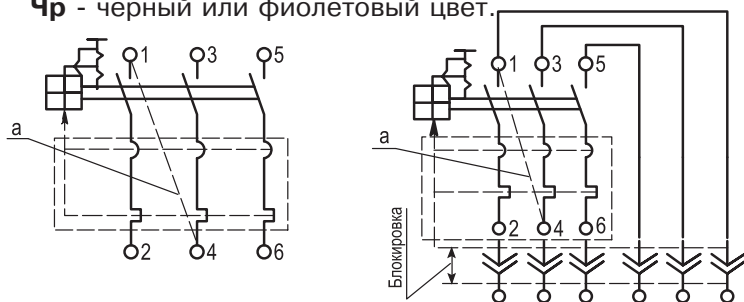 Чр - черный или фиолетовый цвет.
1 3 5
а
2 4 6
1 3 5
а
2 4 6
Блокировка